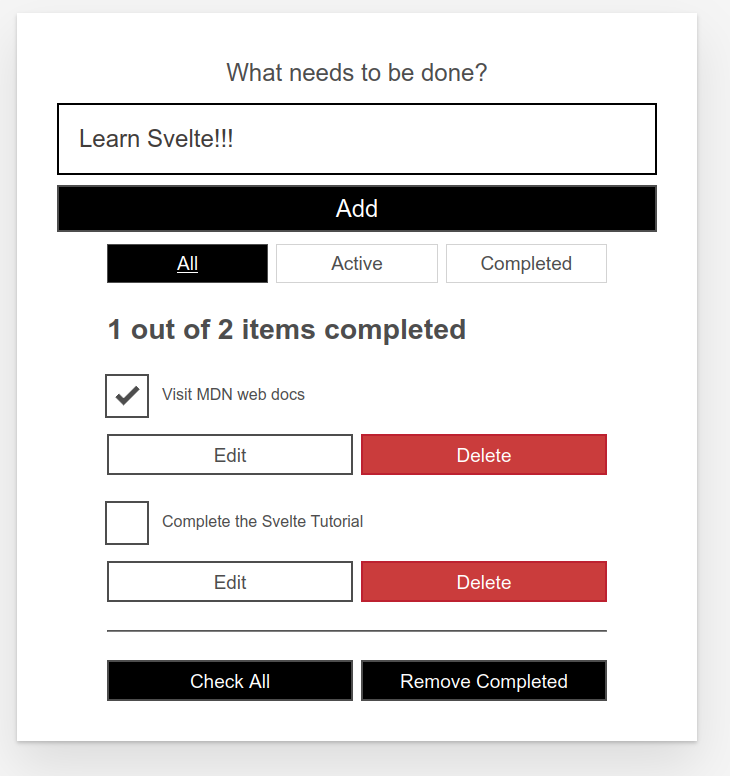 What needs to be done?
Learn Svelte!!!
Add
All Active Completed
1 out of 2 items completed
Visit MDN web docs
Edit Delete
Complete the Svelte Tutorial
Edit Delete
Check All Remove Completed